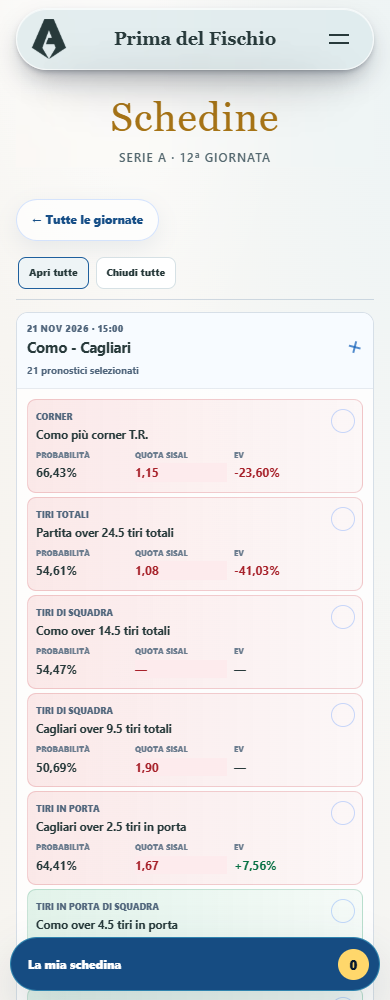 Prima del Fischio
Schedine
SERIE A · 12ª GIORNATA
← Tutte le giornate
Apri tutte Chiudi tutte
21 NOV 2026 · 15:00
Como - Cagliari
21 pronostici selezionati
CORNER
Como più corner T.R.
PROBABILITÀ QUOTA SISAL EV
66,43% 1,15 -23,60%
TIRI TOTALI
Partita over 24.5 tiri totali
PROBABILITÀ QUOTA SISAL EV
54,61% 1,08 -41,03%
TIRI DI SQUADRA
Como over 14.5 tiri totali
PROBABILITÀ QUOTA SISAL EV
54,47% — —
TIRI DI SQUADRA
Cagliari over 9.5 tiri totali
PROBABILITÀ QUOTA SISAL EV
50,69% 1,90 —
TIRI IN PORTA
Cagliari over 2.5 tiri in porta
PROBABILITÀ QUOTA SISAL EV
64,41% 1,67 +7,56%
TIRI IN PORTA DI SQUADRA
Como over 4.5 tiri in porta
La mia schedina 0